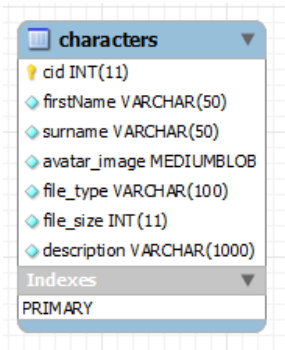 characters
cid INT(11)
firstName VARCHAR(50)
surname VARCHAR(50)
avatar_image MEDIUMBLOB
file_type VARCHAR(100)
file_size INT(11)
description VARCHAR(1000)
Indexes
PRIMARY